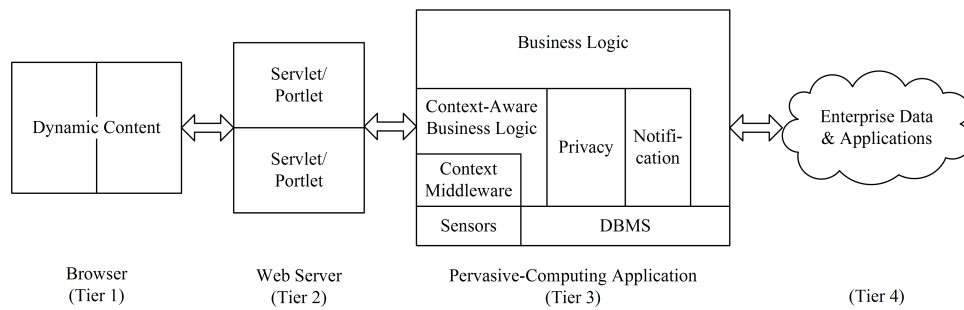 Dynamic Content
Servlet/
Portlet
Servlet/
Portlet
Business Logic
Context-Aware
Business Logic
Context
Middleware
Privacy
Notifi-
cation
Sensors
DBMS
Enterprise Data
& Applications
Browser
(Tier 1)
Web Server
(Tier 2)
Pervasive-Computing Application
(Tier 3)
(Tier 4)